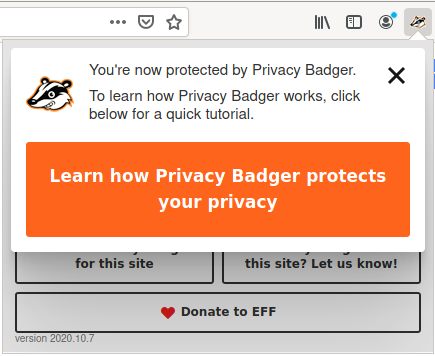 You're now protected by Privacy Badger.
To learn how Privacy Badger works, click
below for a quick tutorial.
Learn how Privacy Badger protects
your privacy
for this site
this site? Let us know!
Donate to EFF
version 2020.10.7